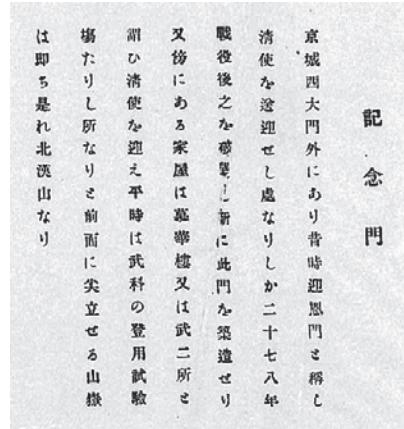 記念門
京城西大門外にあり昔時迎恩門と稱し
清使を送迎せし處なりしか二十七八年
戰役後之を破壞し新に此門を築造せり
又傍にある家屋は慕華樓又は武二所と
謂ひ清使を迎え平時は武科の登用試驗
塲たりし所なりと前面に尖立せる山嶽
は即ち是れ北漢山なり